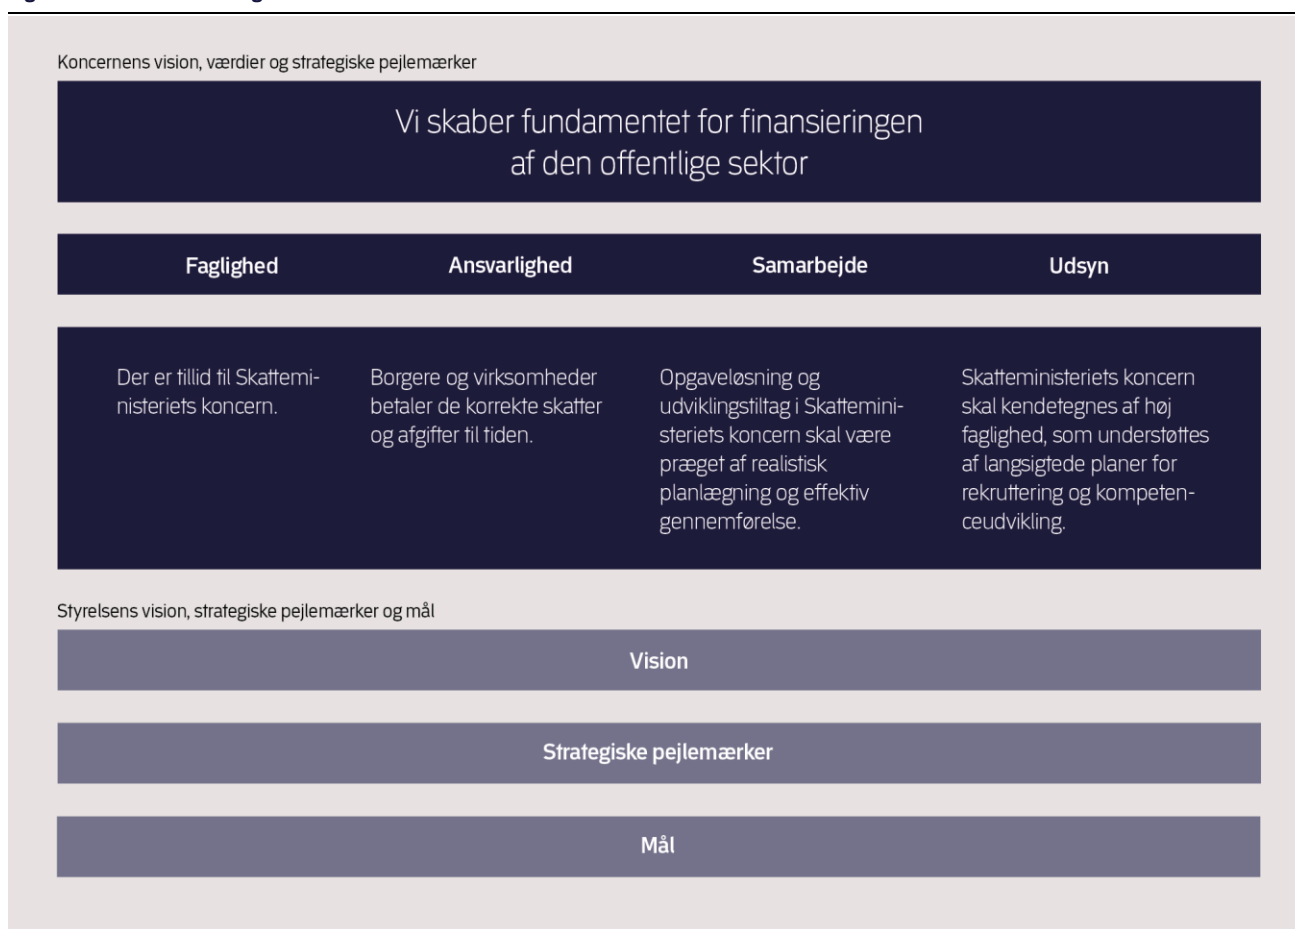 Koncernens vision, værdier og strategiske pejlemærker
Vi skaber fundamentet for finansieringen
af den offentlige sektor
Faglighed
Ansvarlighed
Samarbejde
Udsyn
Der er tillid til Skattemi-
nisteriets koncern.
Borgere og virksomheder
betaler de korrekte skatter
og afgifter til tiden.
Opgaveløsning og
udviklingstiltag i Skattemini-
steriets koncern skal være
præget af realistisk
planlægning og effektiv
gennemførelse.
Skatteministeriets koncern
skal kendetegnes af høj
faglighed, som understøttes
af langsigtede planer for
rekruttering og kompeten-
ceudvikling.
Styrelsens vision, strategiske pejlemærker og mål
Vision
Strategiske pejlemærker
Mål